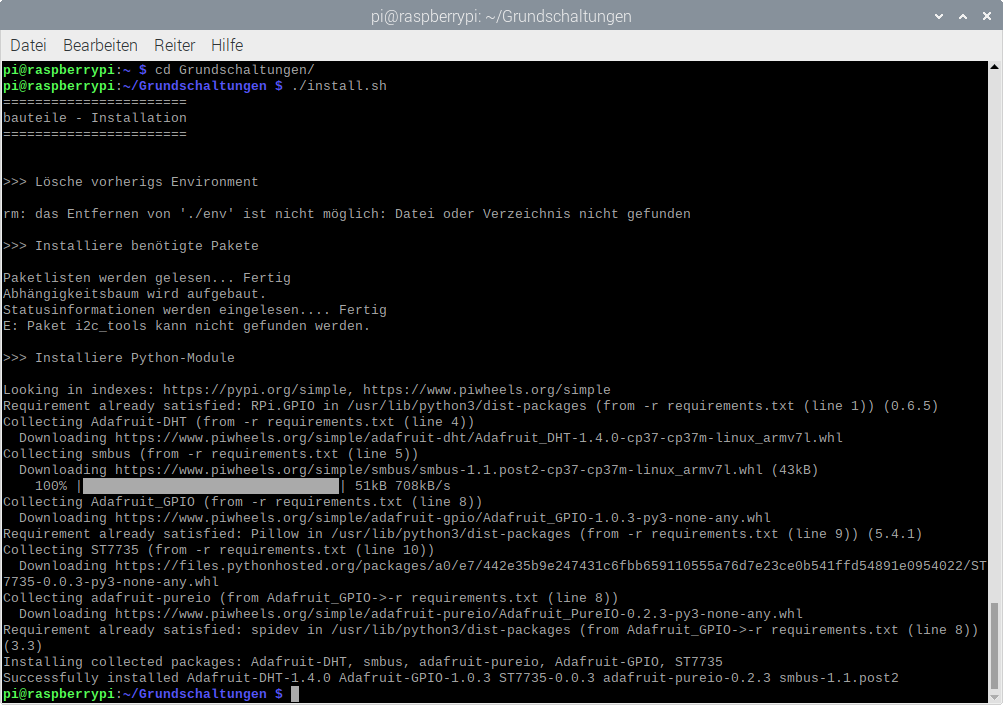 pi@raspberrypi: ~/Grundschaltungen
Datei Bearbeiten Reiter Hilfe
pi@raspberrypi:~ $ cd Grundschaltungen/
pi@raspberrypi:~/Grundschaltungen $ ./install.sh
=======================
bauteile - Installation
=======================
>>> Lösche vorherigs Environment
rm: das Entfernen von './env' ist nicht möglich: Datei oder Verzeichnis nicht gefunden
>>> Installiere benötigte Pakete
Paketlisten werden gelesen... Fertig
Abhängigkeitsbaum wird aufgebaut.
Statusinformationen werden eingelesen.... Fertig
E: Paket i2c_tools kann nicht gefunden werden.
>>> Installiere Python-Module
Looking in indexes: https://pypi.org/simple, https://www.piwheels.org/simple
Requirement already satisfied: RPi.GPIO in /usr/lib/python3/dist-packages (from -r requirements.txt (line 1)) (0.6.5)
Collecting Adafruit-DHT (from -r requirements.txt (line 4))
  Downloading https://www.piwheels.org/simple/adafruit-dht/Adafruit_DHT-1.4.0-cp37-cp37m-linux_armv7l.whl
Collecting smbus (from -r requirements.txt (line 5))
  Downloading https://www.piwheels.org/simple/smbus/smbus-1.1.post2-cp37-cp37m-linux_armv7l.whl (43kB)
    100% |████████████████████████████████| 51kB 708kB/s
Collecting Adafruit_GPIO (from -r requirements.txt (line 8))
  Downloading https://www.piwheels.org/simple/adafruit-gpio/Adafruit_GPIO-1.0.3-py3-none-any.whl
Requirement already satisfied: Pillow in /usr/lib/python3/dist-packages (from -r requirements.txt (line 9)) (5.4.1)
Collecting ST7735 (from -r requirements.txt (line 10))
  Downloading https://files.pythonhosted.org/packages/a0/e7/442e35b9e247431c6fbb659110555a76d7e23ce0b541ffd54891e0954022/ST
7735-0.0.3-py3-none-any.whl
Collecting adafruit-pureio (from Adafruit_GPIO->-r requirements.txt (line 8))
  Downloading https://www.piwheels.org/simple/adafruit-pureio/Adafruit_PureIO-0.2.3-py3-none-any.whl
Requirement already satisfied: spidev in /usr/lib/python3/dist-packages (from Adafruit_GPIO->-r requirements.txt (line 8))
(3.3)
Installing collected packages: Adafruit-DHT, smbus, adafruit-pureio, Adafruit-GPIO, ST7735
Successfully installed Adafruit-DHT-1.4.0 Adafruit-GPIO-1.0.3 ST7735-0.0.3 adafruit-pureio-0.2.3 smbus-1.1.post2
pi@raspberrypi:~/Grundschaltungen $